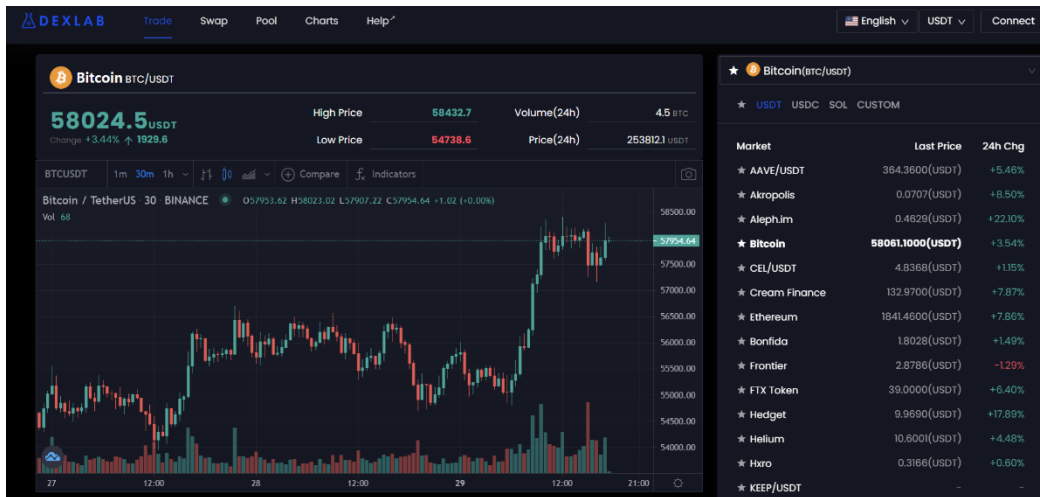 DEXLAB Trade Swap Pool Charts Help English USDT Connect
Bitcoin BTC/USDT
58024.5 USDT
Change +3.44% ↑ 1929.6
High Price 58432.7 Volume(24h) 4.5 BTC
Low Price 54738.6 Price(24h) 253812.1 USDT
BTCUSDT 1m 30m 1h Compare fx Indicators
Bitcoin / TetherUS · 30 · BINANCE O57953.62 H58023.02 L57907.22 C57954.64 +1.02 (+0.00%)
Vol 68
58500.00
57954.64
57500.00
57000.00
56500.00
56000.00
55500.00
55000.00
54500.00
54000.00
27 12:00 28 12:00 29 12:00 21:00
Bitcoin(BTC/USDT)
USDT USDC SOL CUSTOM
Market Last Price 24h Chg
AAVE/USDT 364.3600(USDT) +5.46%
Akropolis 0.0707(USDT) +8.50%
Aleph.im 0.4629(USDT) +22.10%
Bitcoin 58061.1000(USDT) +3.54%
CEL/USDT 4.8368(USDT) +1.15%
Cream Finance 132.9700(USDT) +7.87%
Ethereum 1841.4600(USDT) +7.86%
Bonfida 1.8028(USDT) +1.49%
Frontier 2.8786(USDT) -1.29%
FTX Token 39.0000(USDT) +6.40%
Hedget 9.9690(USDT) +17.89%
Helium 10.6001(USDT) +4.48%
Hxro 0.3166(USDT) +0.60%
KEEP/USDT - -